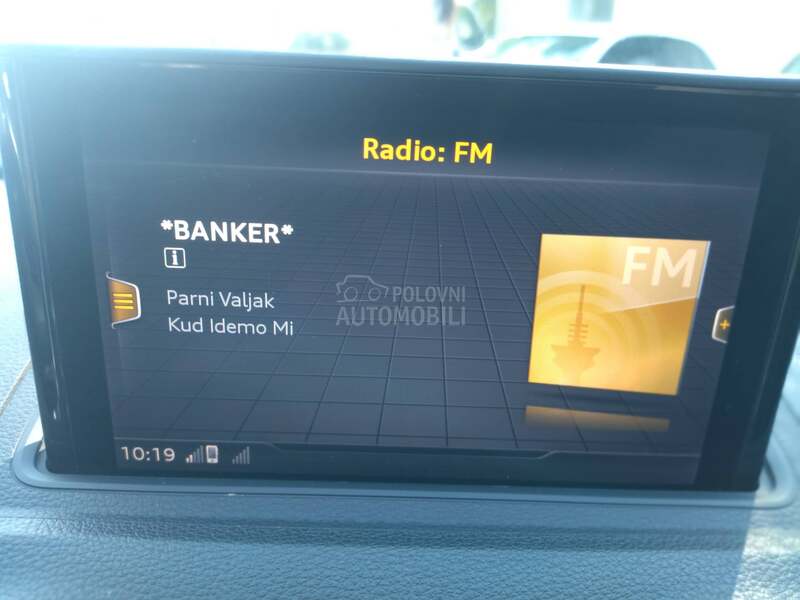 Radio: FM
*BANKER*
i
FM
Parni Valjak
Kud Idemo Mi
POLOVNI
AUTOMOBILI
10:19